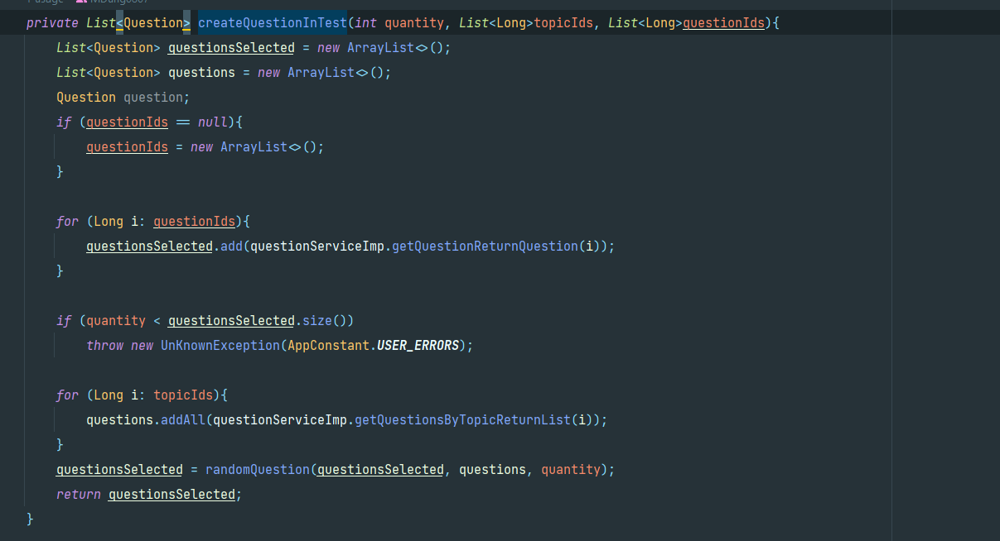 private List<Question> createQuestionInTest(int quantity, List<Long>topicIds, List<Long>questionIds){
    List<Question> questionsSelected = new ArrayList<>();
    List<Question> questions = new ArrayList<>();
    Question question;
    if (questionIds == null){
        questionIds = new ArrayList<>();
    }
    for (Long i: questionIds){
        questionsSelected.add(questionServiceImp.getQuestionReturnQuestion(i));
    }
    if (quantity < questionsSelected.size())
        throw new UnKnownException(AppConstant.USER_ERRORS);
    for (Long i: topicIds){
        questions.addAll(questionServiceImp.getQuestionsByTopicReturnList(i));
    }
    questionsSelected = randomQuestion(questionsSelected, questions, quantity);
    return questionsSelected;
}